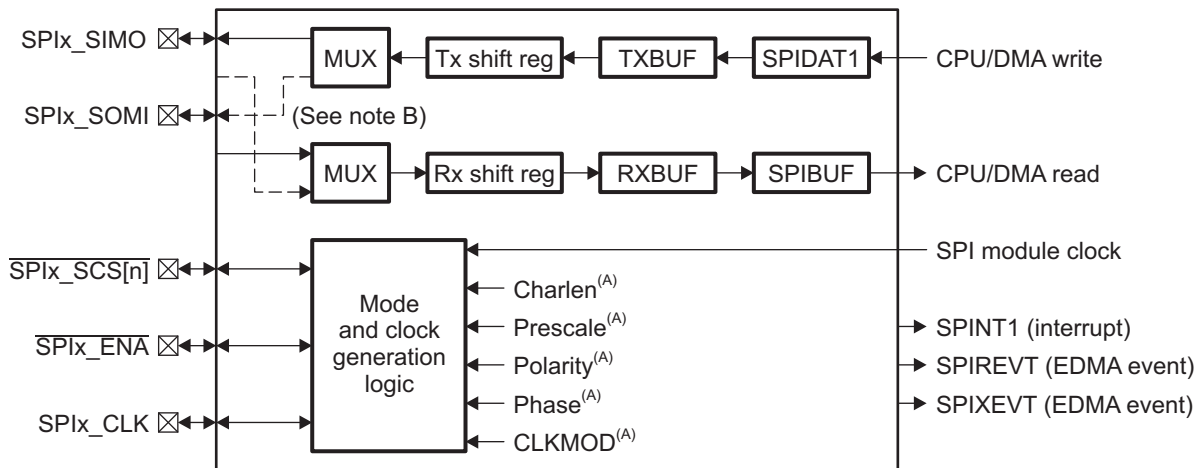 SPIx_SIMO
MUX
Tx shift reg
TXBUF
SPIDAT1
CPU/DMA write
SPIx_SOMI
(See note B)
MUX
Rx shift reg
RXBUF
SPIBUF
CPU/DMA read
SPIx_SCS[n]
SPIx_ENA
SPIx_CLK
Mode
and clock
generation
logic
SPI module clock
Charlen(A)
Prescale(A)
Polarity(A)
Phase(A)
CLKMOD(A)
SPINT1 (interrupt)
SPIREVT (EDMA event)
SPIXEVT (EDMA event)